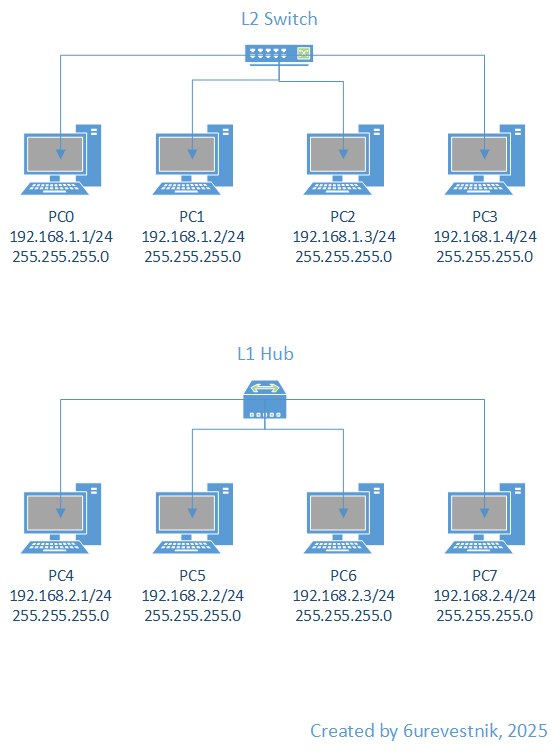 L2 Switch
PC0 PC1 PC2 PC3
192.168.1.1/24 192.168.1.2/24 192.168.1.3/24 192.168.1.4/24
255.255.255.0 255.255.255.0 255.255.255.0 255.255.255.0
L1 Hub
PC4 PC5 PC6 PC7
192.168.2.1/24 192.168.2.2/24 192.168.2.3/24 192.168.2.4/24
255.255.255.0 255.255.255.0 255.255.255.0 255.255.255.0
Created by 6urevestnik, 2025